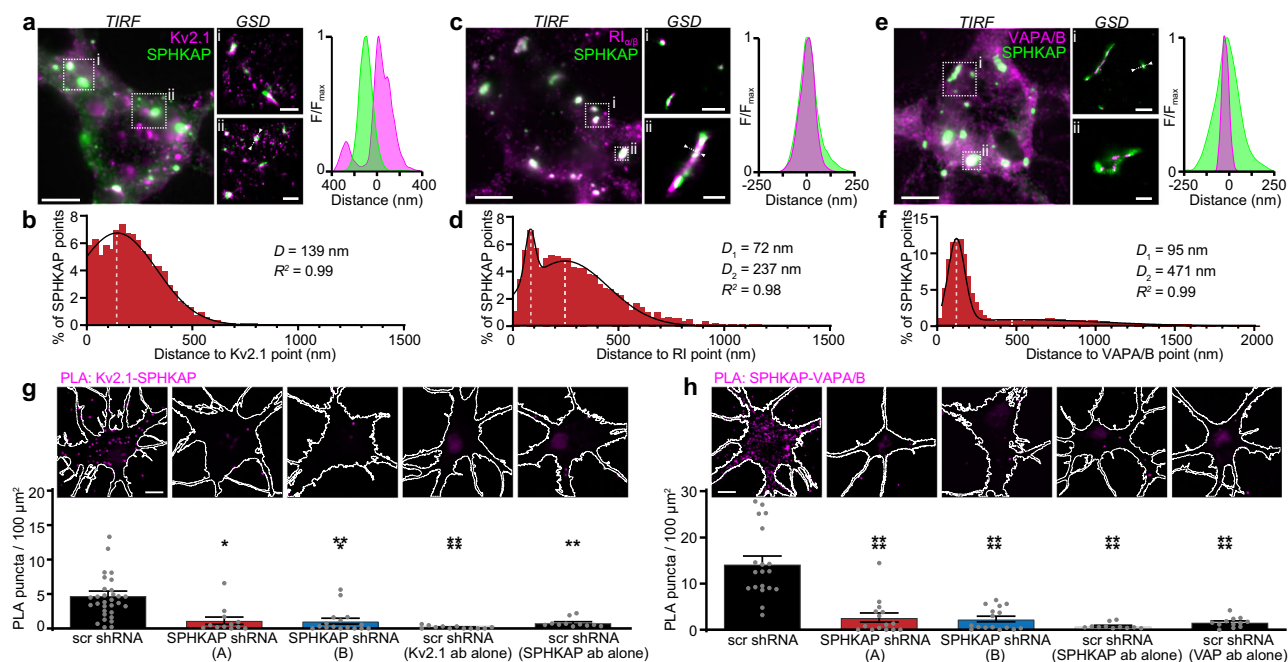 a
TIRF
GSD
Kv2.1
SPHKAP
i
ii
i
ii
F/Fmax
1
0
400
0
400
Distance (nm)
c
TIRF
GSD
RIα/β
SPHKAP
i
ii
i
ii
F/Fmax
1
0
-250
0
250
Distance (nm)
e
TIRF
GSD
VAPA/B
SPHKAP
i
ii
i
ii
F/Fmax
1
0
-250
0
250
Distance (nm)
b
% of SPHKAP points
8
6
4
2
0
D = 139 nm
R² = 0.99
0
500
1000
1500
Distance to Kv2.1 point (nm)
d
% of SPHKAP points
8
6
4
2
0
D₁ = 72 nm
D₂ = 237 nm
R² = 0.98
0
500
1000
1500
Distance to RI point (nm)
f
% of SPHKAP points
15
10
5
0
D₁ = 95 nm
D₂ = 471 nm
R² = 0.99
0
500
1000
1500
2000
Distance to VAPA/B point (nm)
g
PLA: Kv2.1-SPHKAP
PLA puncta / 100 µm²
20
15
10
5
0
*
**
*
**
**
**
scr shRNA
SPHKAP shRNA
(A)
SPHKAP shRNA
(B)
scr shRNA
(Kv2.1 ab alone)
scr shRNA
(SPHKAP ab alone)
h
PLA: SPHKAP-VAPA/B
PLA puncta / 100 µm²
30
20
10
0
**
**
**
**
**
**
**
**
scr shRNA
SPHKAP shRNA
(A)
SPHKAP shRNA
(B)
scr shRNA
(SPHKAP ab alone)
scr shRNA
(VAP ab alone)